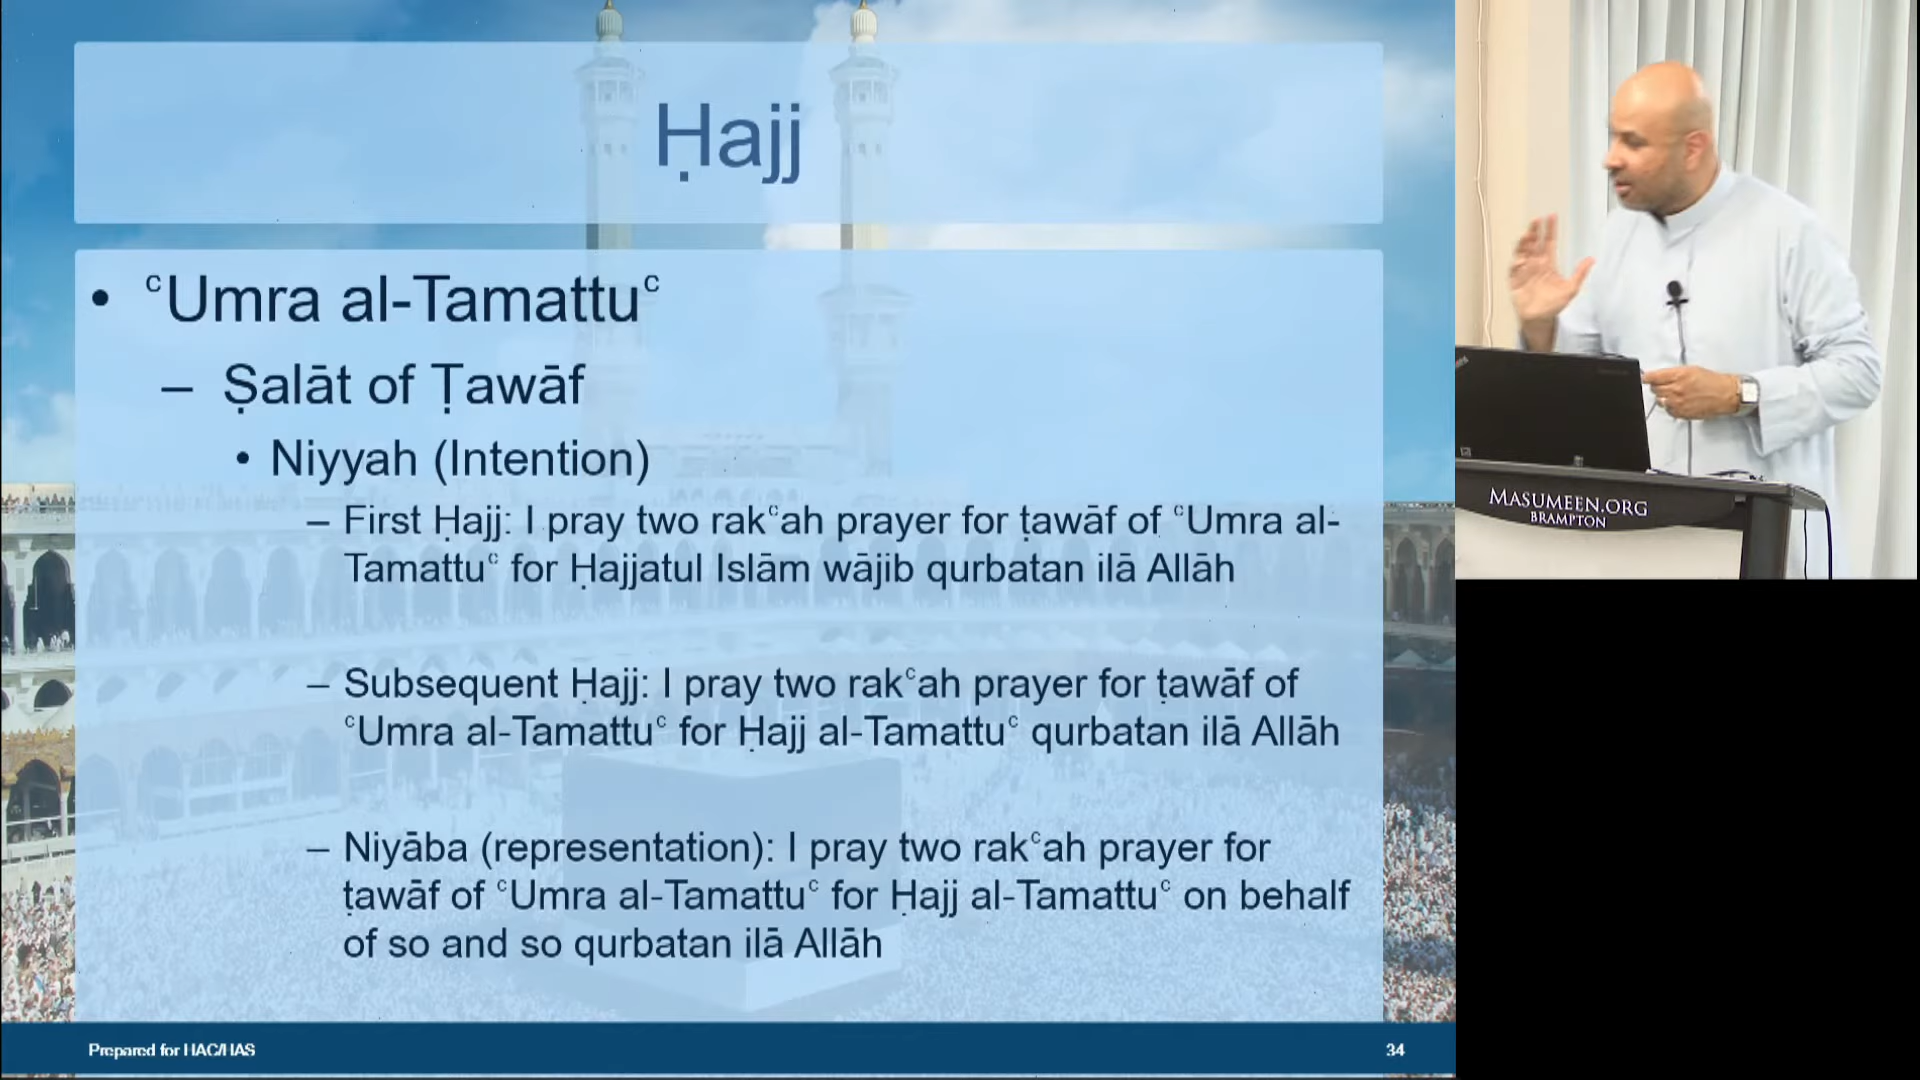 Ḥajj
• ᶜUmra al-Tamattuᶜ
– Ṣalāt of Ṭawāf
• Niyyah (Intention)
– First Ḥajj: I pray two rakᶜah prayer for ṭawāf of ᶜUmra al-
Tamattuᶜ for Ḥajjatul Islām wājib qurbatan ilā Allāh
– Subsequent Ḥajj: I pray two rakᶜah prayer for ṭawāf of
ᶜUmra al-Tamattuᶜ for Ḥajj al-Tamattuᶜ qurbatan ilā Allāh
– Niyāba (representation): I pray two rakᶜah prayer for
ṭawāf of ᶜUmra al-Tamattuᶜ for Ḥajj al-Tamattuᶜ on behalf
of so and so qurbatan ilā Allāh
Prepared for HAC/HAS
34
MASUMEEN.ORG
BRAMPTON